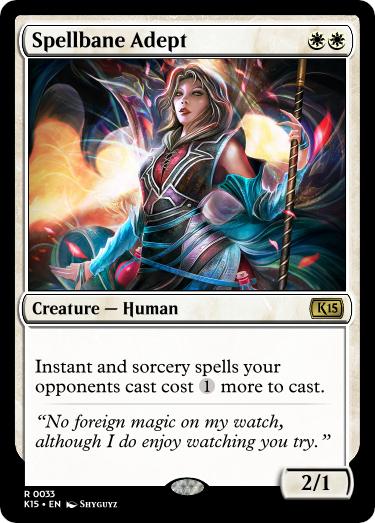 Spellbane Adept
Creature — Human
K15
Instant and sorcery spells your
opponents cast cost 1 more to cast.
“No foreign magic on my watch,
although I do enjoy watching you try.”
2/1
R 0033
K15 • EN Shyguyz